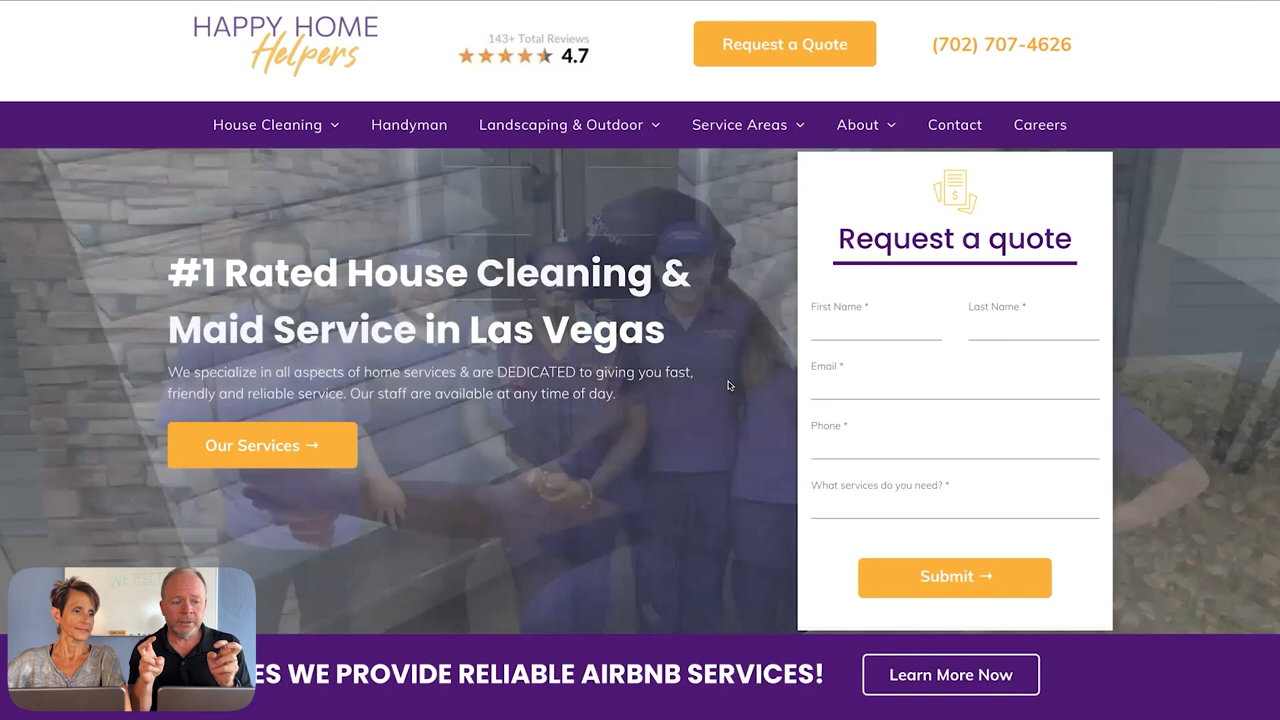 HAPPY HOME
Helpers
143+ Total Reviews
4.7
Request a Quote
(702) 707-4626
House Cleaning
Handyman
Landscaping & Outdoor
Service Areas
About
Contact
Careers
#1 Rated House Cleaning &
Maid Service in Las Vegas
We specialize in all aspects of home services & are DEDICATED to giving you fast,
friendly and reliable service. Our staff are available at any time of day.
Our Services →
$
Request a quote
First Name *
Last Name *
Email *
Phone *
What services do you need? *
Submit →
ES WE PROVIDE RELIABLE AIRBNB SERVICES!
Learn More Now